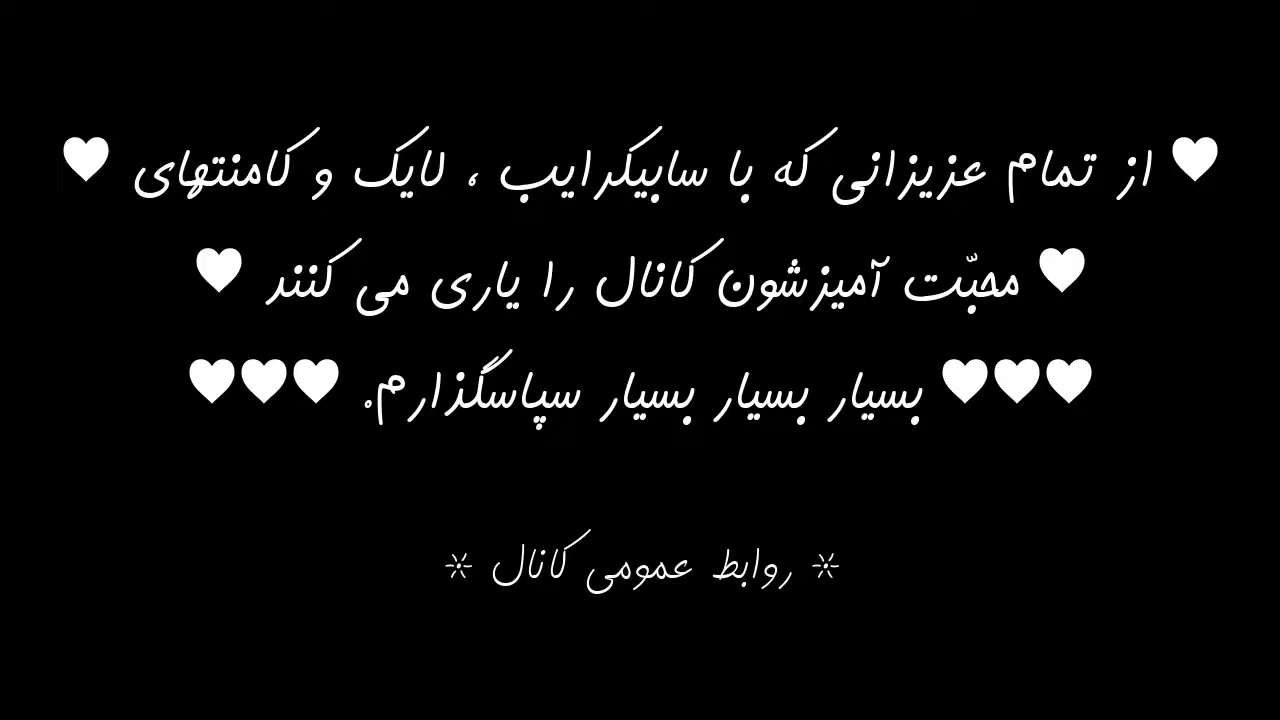 ♥ از تمام عزیزانی که با سابیکرایب ، لایک و کامنتهای ♥
♥ محبّت آمیزشون کانال را یاری می کنند ♥
♥♥♥ بسیار بسیار بسیار سپاسگذارم. ♥♥♥
⁜ روابط عمومی کانال ⁜